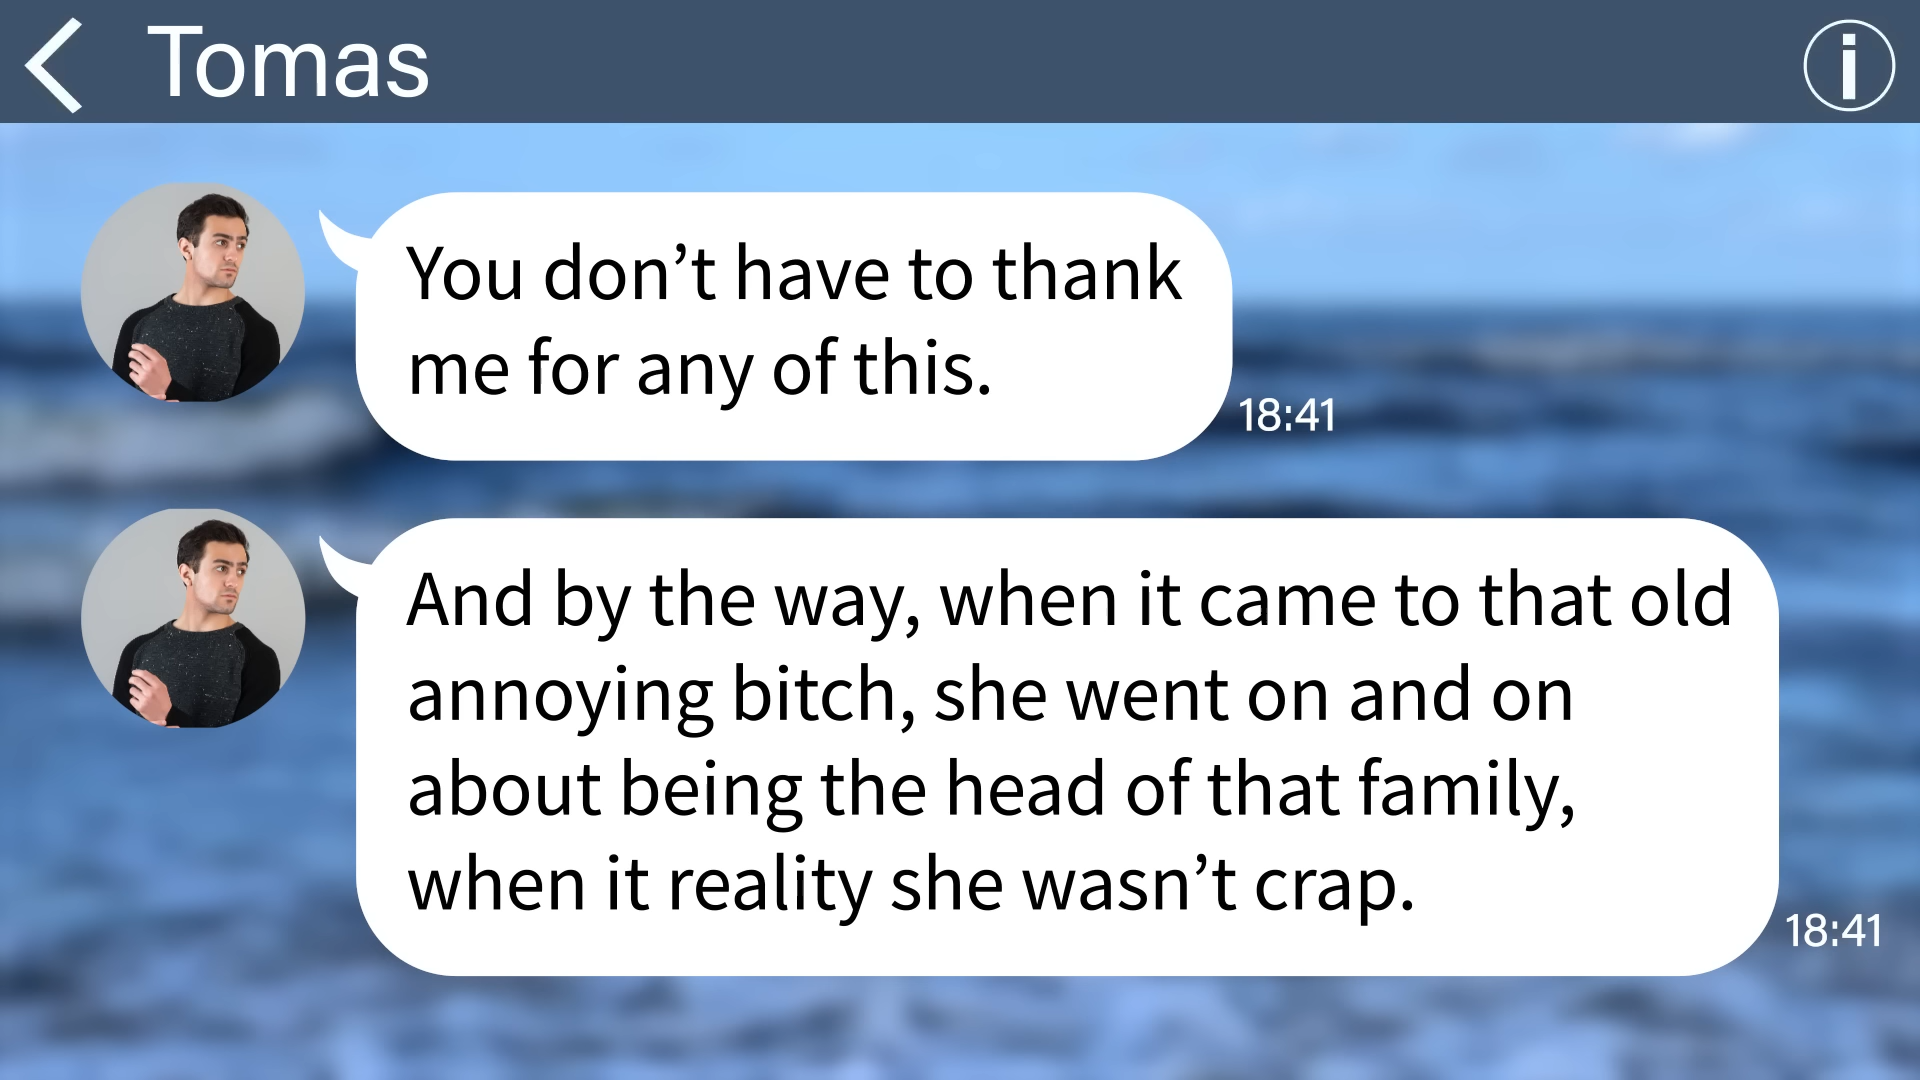 Tomas
You don’t have to thank
me for any of this.
18:41
And by the way, when it came to that old
annoying bitch, she went on and on
about being the head of that family,
when it reality she wasn’t crap.
18:41